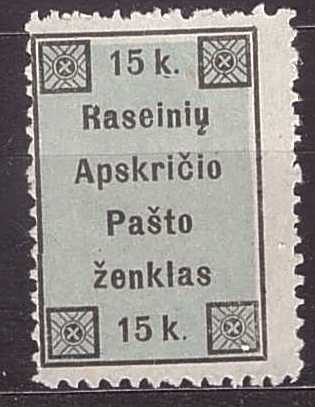 15 k.
Raseinių
Apskričio
Pašto
ženklas
15 k.